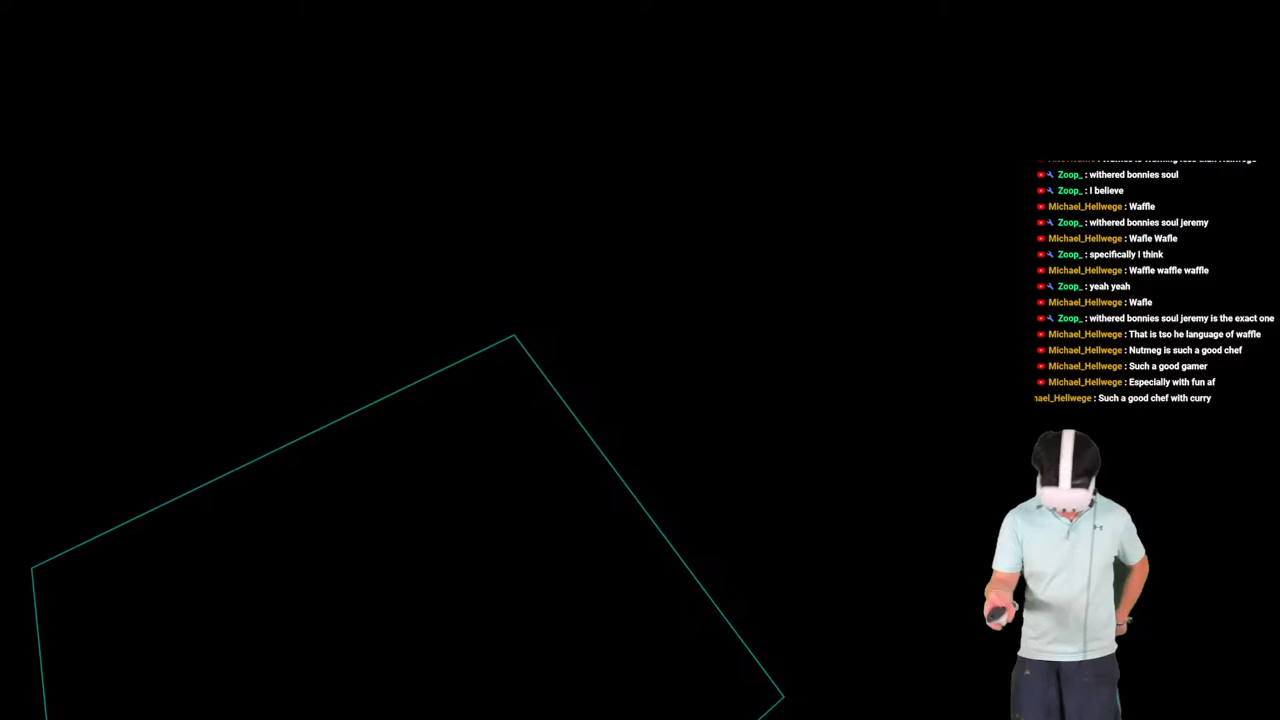 Zoop_ : withered bonnies soul
Zoop_ : I believe
Michael_Hellwege : Waffle
Zoop_ : withered bonnies soul jeremy
Michael_Hellwege : Wafle Wafle
Zoop_ : specifically I think
Michael_Hellwege : Waffle waffle waffle
Zoop_ : yeah yeah
Michael_Hellwege : Wafle
Zoop_ : withered bonnies soul jeremy is the exact one
Michael_Hellwege : That is tso he language of waffle
Michael_Hellwege : Nutmeg is such a good chef
Michael_Hellwege : Such a good gamer
Michael_Hellwege : Especially with fun af
hael_Hellwege : Such a good chef with curry